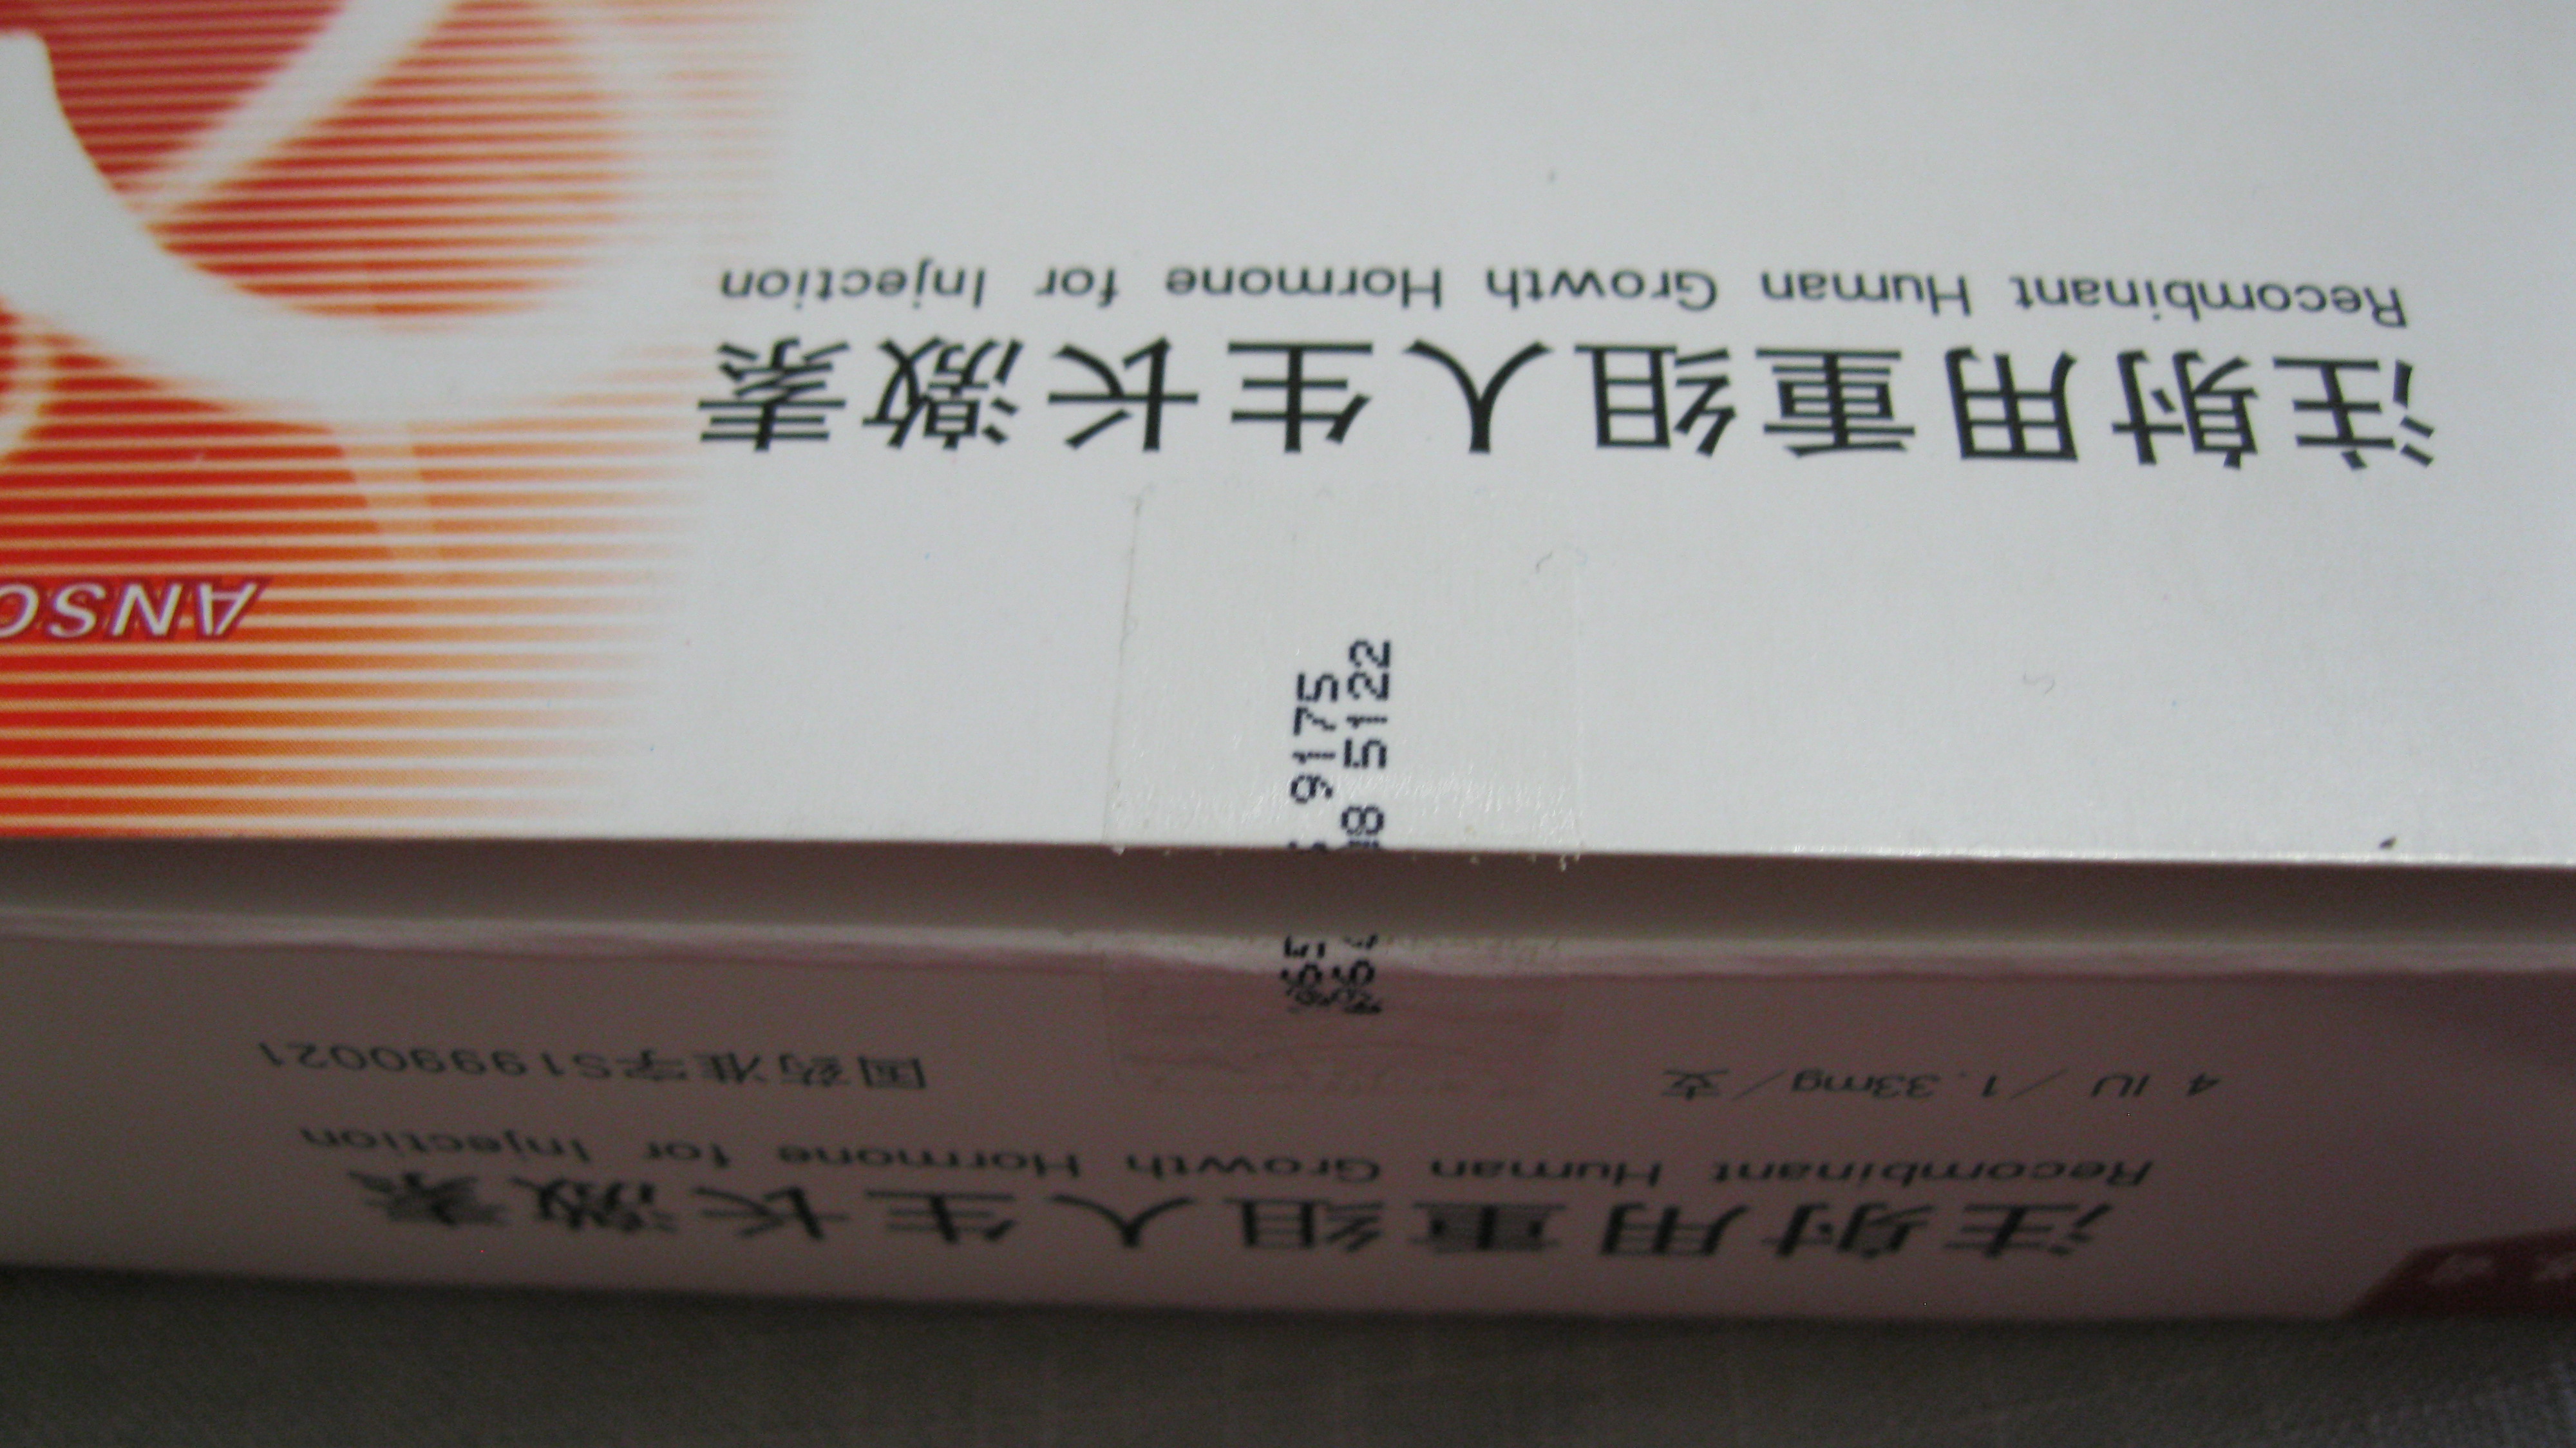 注射用重组人生长激素
Recombinant Human Growth Hormone for Injection
4 IU / 1.33mg/支 国药准字S19990021
9175
8 5122
ANSO
注射用重组人生长激素
Recombinant Human Growth Hormone for Injection